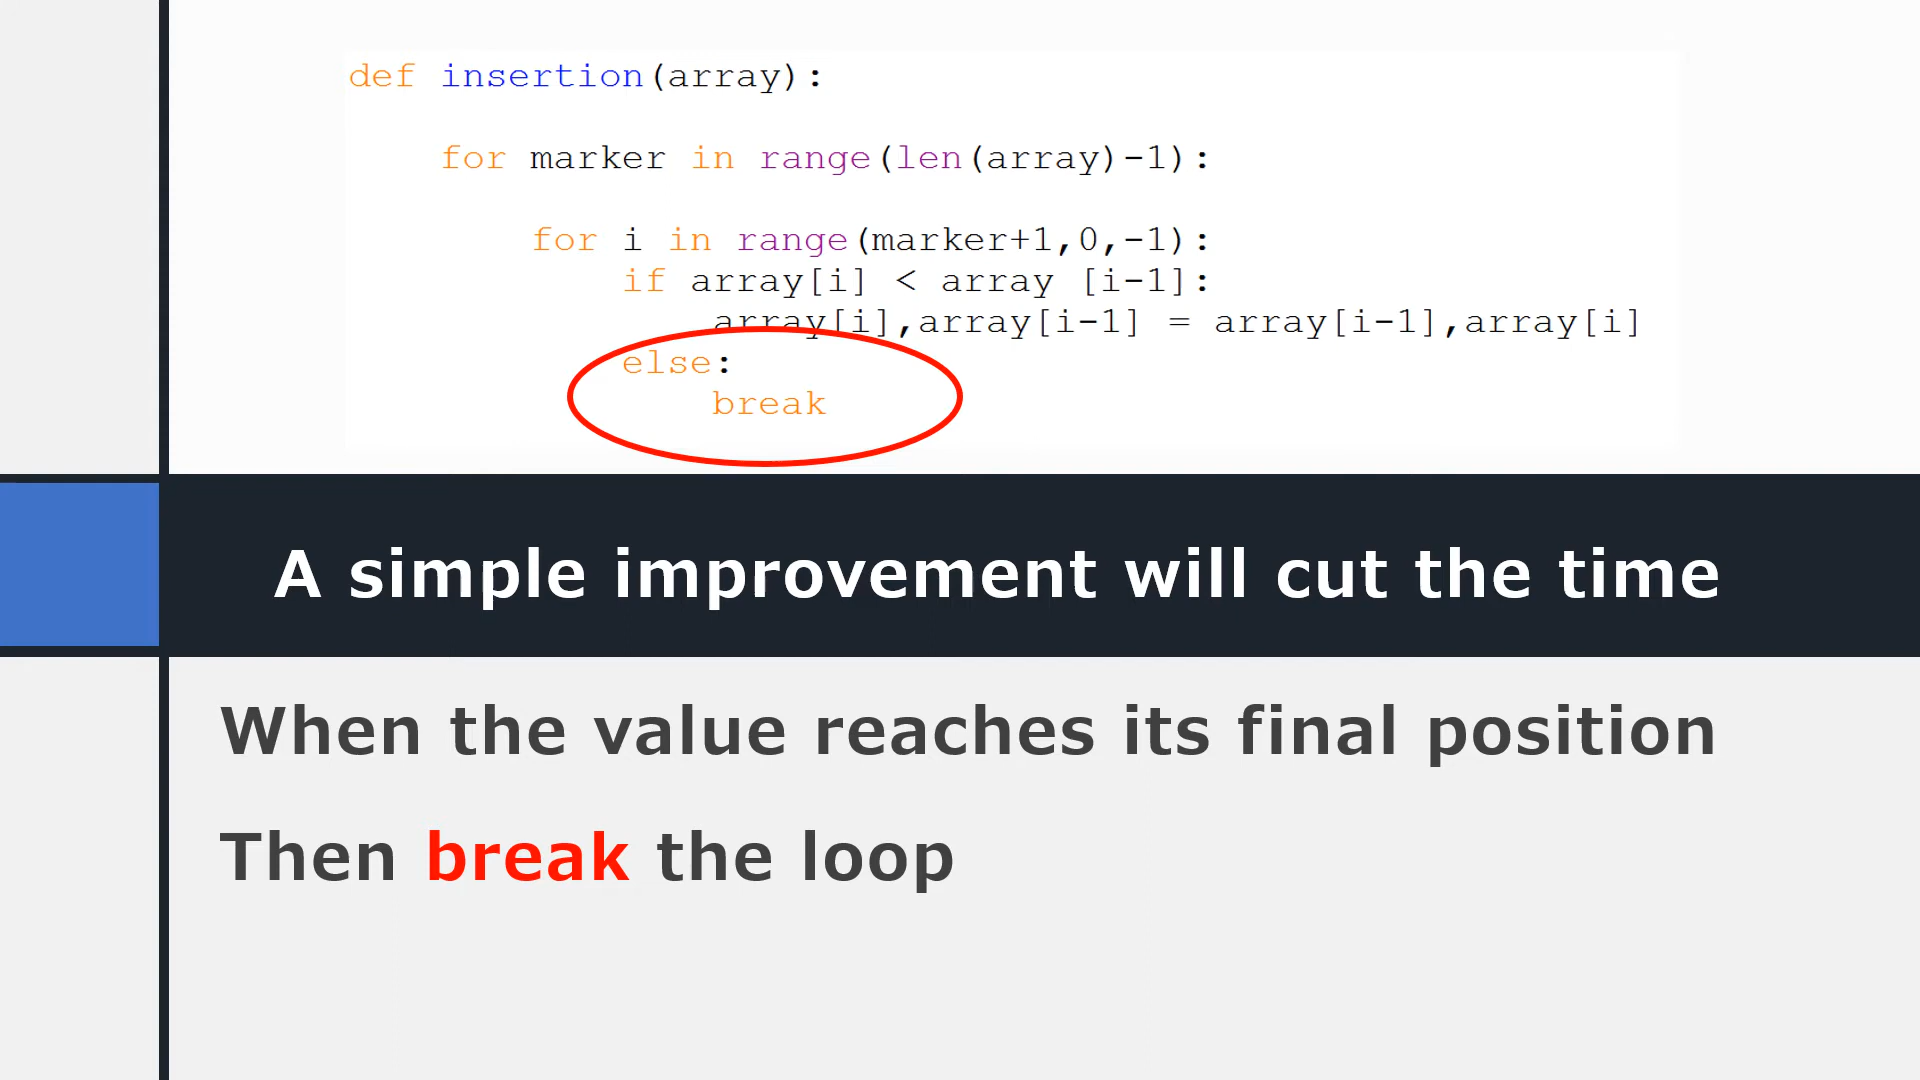 def insertion(array):
for marker in range(len(array)-1):
for i in range(marker+1,0,-1):
if array[i] < array [i-1]:
array[i],array[i-1] = array[i-1],array[i]
else:
break
A simple improvement will cut the time
When the value reaches its final position
Then break the loop